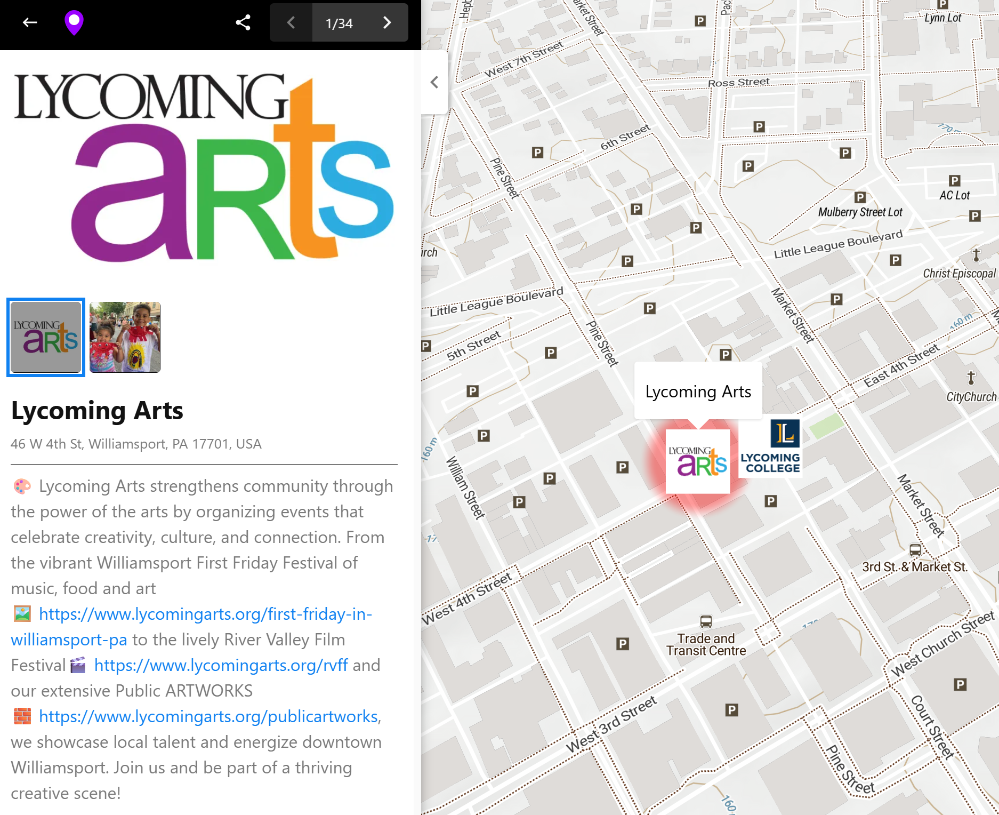 1/34
LYCOMING
arts
LYCOMING
arts
Lycoming Arts
46 W 4th St, Williamsport, PA 17701, USA
Lycoming Arts strengthens community through
the power of the arts by organizing events that
celebrate creativity, culture, and connection. From
the vibrant Williamsport First Friday Festival of
music, food and art
https://www.lycomingarts.org/first-friday-in-
williamsport-pa to the lively River Valley Film
Festival https://www.lycomingarts.org/rvff and
our extensive Public ARTWORKS
https://www.lycomingarts.org/publicartworks,
we showcase local talent and energize downtown
Williamsport. Join us and be part of a thriving
creative scene!
Market Street
P
Lynn Lot
P
West 7th Street
Ross Street
P
170 m
6th Street
P
P
P
Pine Street
P
AC Lot
P
Mulberry Street Lot
P
P
P
Little League Boulevard
P
P
Christ Episcopal
Little League Boulevard
Market Street
P
P
160 m
Pine Street
5th Street
P
P
P
East 4th Street
Lycoming Arts
P
CityChurch
LYCOMING
arts
L
LYCOMING
COLLEGE
160 m
P
William Street
P
P
P
P
Market Street
3rd St. & Market St.
West 4th Street
Trade and
Transit Centre
P
West Church Street
P
West 3rd Street
P
Court Street
Pine Street
160